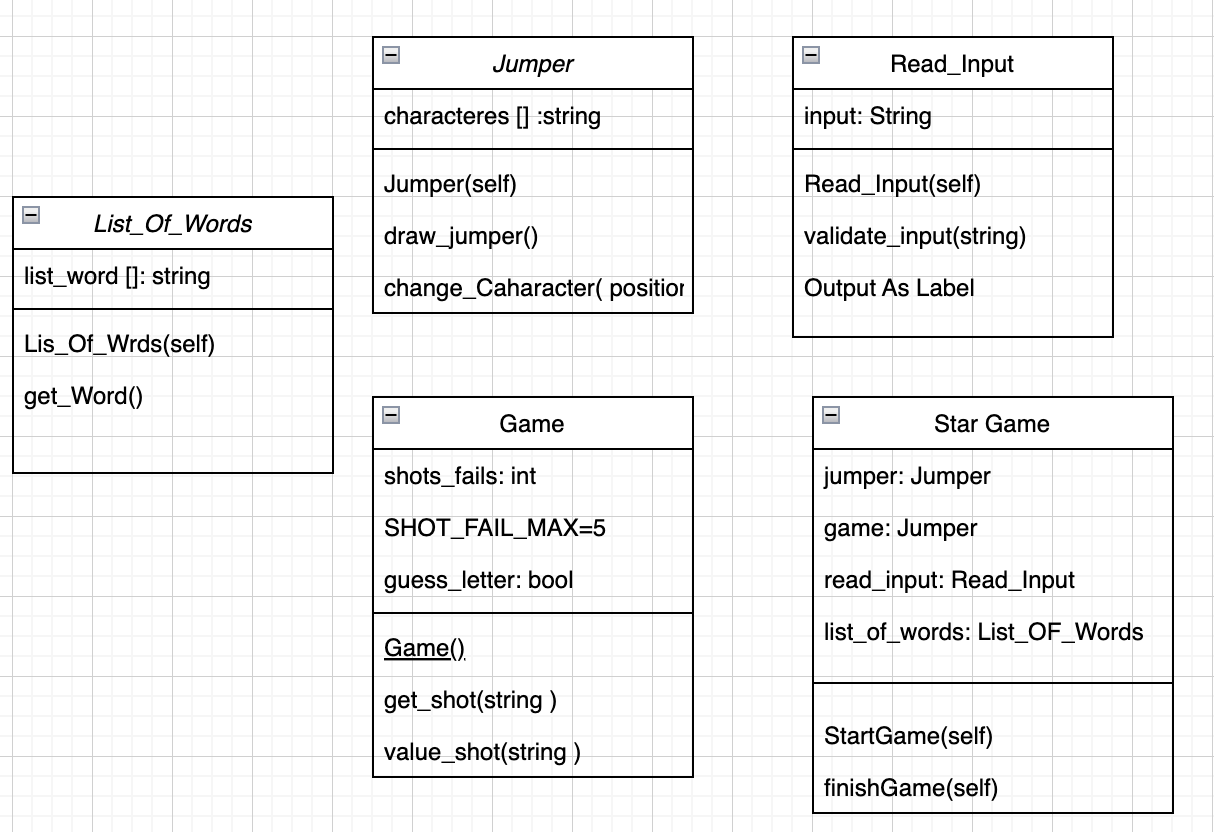 List_Of_Words
list_word []: string
Lis_Of_Wrds(self)
get_Word()
Jumper
characteres [] :string
Jumper(self)
draw_jumper()
change_Caharacter( position
Read_Input
input: String
Read_Input(self)
validate_input(string)
Output As Label
Game
shots_fails: int
SHOT_FAIL_MAX=5
guess_letter: bool
Game()
get_shot(string )
value_shot(string )
Star Game
jumper: Jumper
game: Jumper
read_input: Read_Input
list_of_words: List_OF_Words
StartGame(self)
finishGame(self)